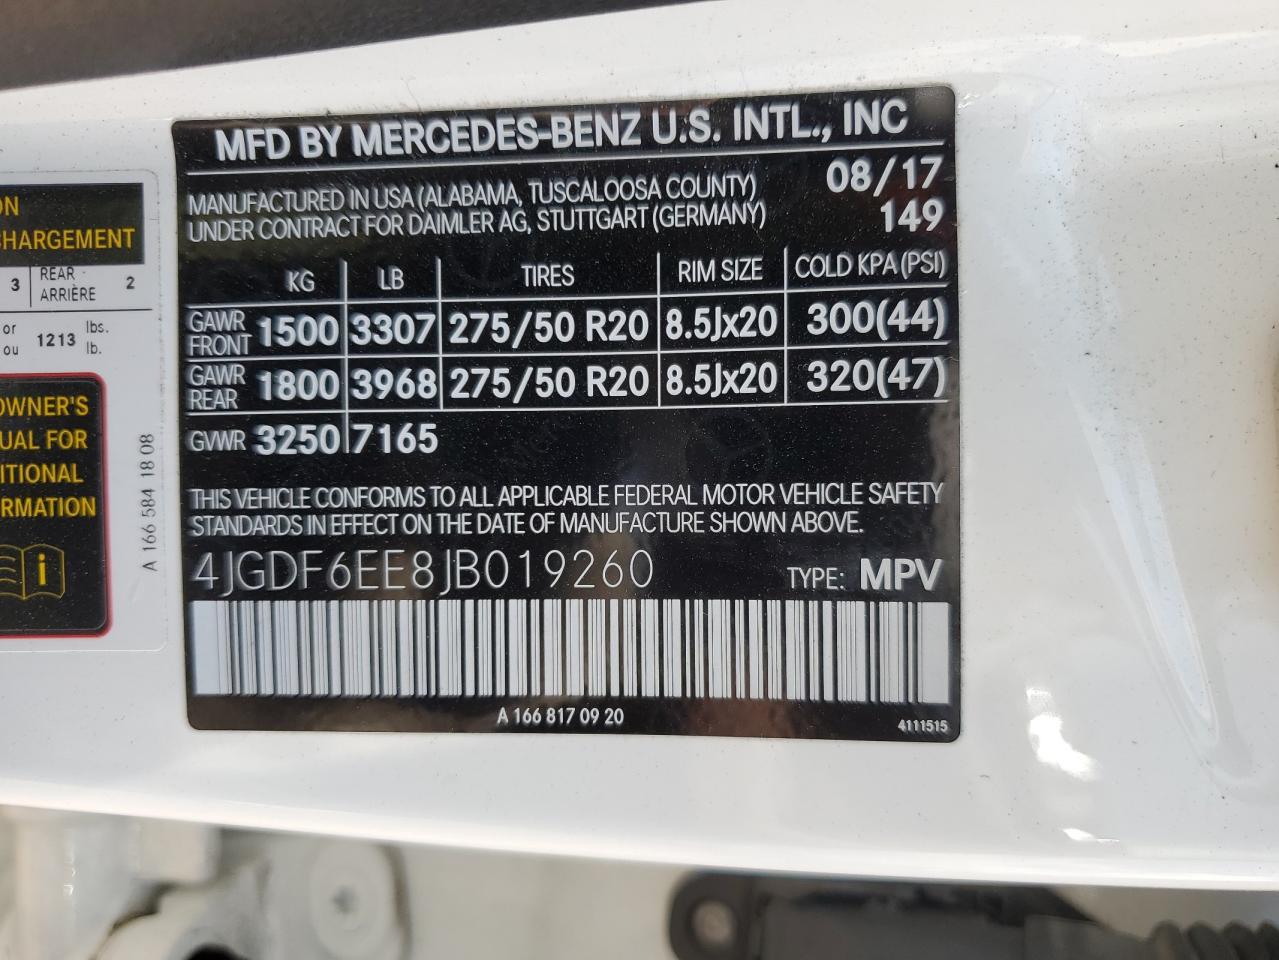 MFD BY MERCEDES-BENZ U.S. INTL., INC
MANUFACTURED IN USA (ALABAMA, TUSCALOOSA COUNTY) 08/17
UNDER CONTRACT FOR DAIMLER AG, STUTTGART (GERMANY) 149
KG LB TIRES RIM SIZE COLD KPA (PSI)
GAWR FRONT 1500 3307 275/50 R20 8.5Jx20 300(44)
GAWR REAR 1800 3968 275/50 R20 8.5Jx20 320(47)
GVWR 3250 7165
THIS VEHICLE CONFORMS TO ALL APPLICABLE FEDERAL MOTOR VEHICLE SAFETY
STANDARDS IN EFFECT ON THE DATE OF MANUFACTURE SHOWN ABOVE.
4JGDF6EE8JB019260 TYPE: MPV
A 166 817 09 20
4111515
ON
CHARGEMENT
3 REAR ARRIÈRE 2
or ou 1213 lbs. lb.
OWNER'S
UAL FOR
ITIONAL
RMATION
i
A 166 584 18 08